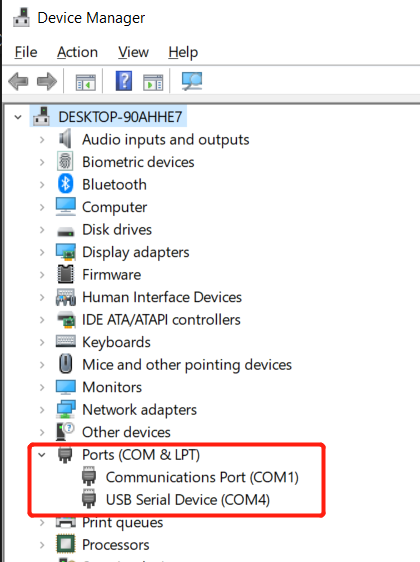 Device Manager
File Action View Help
DESKTOP-90AHHE7
Audio inputs and outputs
Biometric devices
Bluetooth
Computer
Disk drives
Display adapters
Firmware
Human Interface Devices
IDE ATA/ATAPI controllers
Keyboards
Mice and other pointing devices
Monitors
Network adapters
Other devices
Ports (COM & LPT)
Communications Port (COM1)
USB Serial Device (COM4)
Print queues
Processors